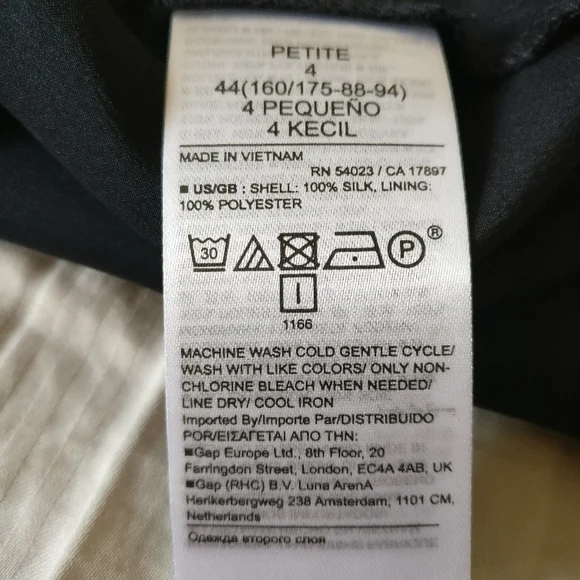 PETITE
4
44(160/175-88-94)
4 PEQUEÑO
4 KECIL
MADE IN VIETNAM
RN 54023 / CA 17897
■ US/GB : SHELL: 100% SILK, LINING:
100% POLYESTER
30 P ®
1166
MACHINE WASH COLD GENTLE CYCLE/
WASH WITH LIKE COLORS/ ONLY NON-
CHLORINE BLEACH WHEN NEEDED/
LINE DRY/ COOL IRON
Imported By/Importe Par/DISTRIBUIDO
POR/ΕΙΣΑΓΕΤΑΙ ΑΠΟ ΤΗΝ:
■Gap Europe Ltd., 8th Floor, 20
Farringdon Street, London, EC4A 4AB, UK
■Gap (RHC) B.V. Luna ArenA
Herikerbergweg 238 Amsterdam, 1101 CM,
Netherlands
Одежда второго слоя